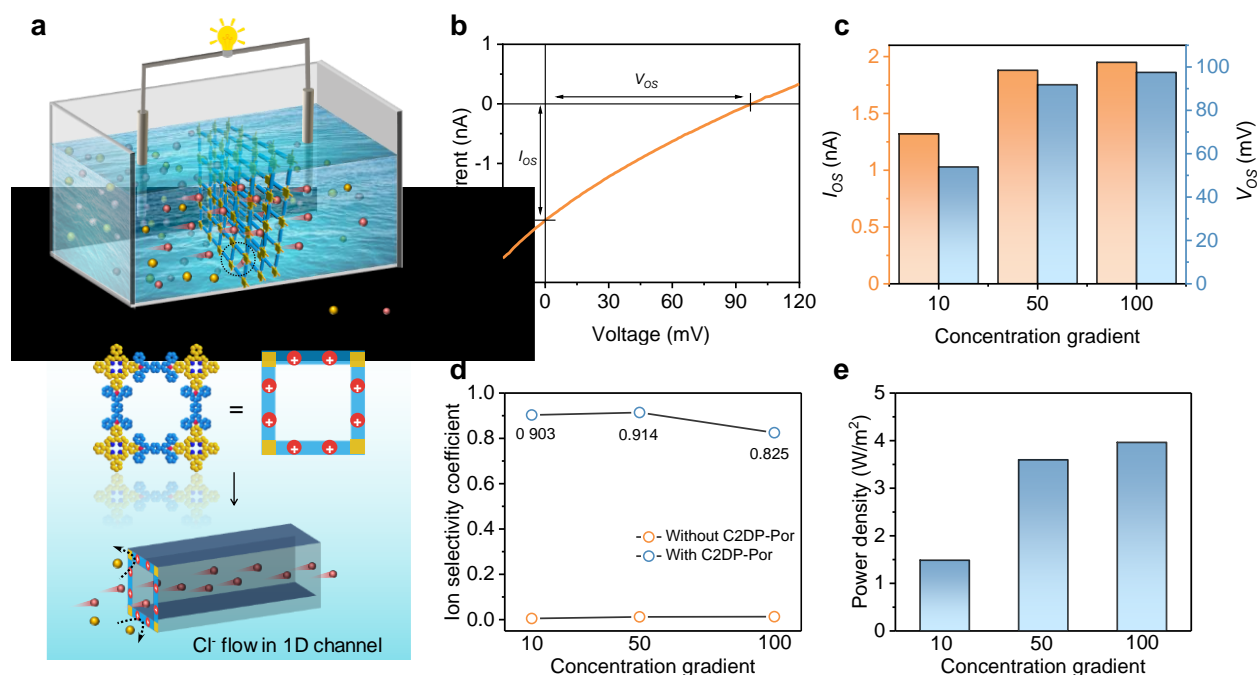 a
=
Cl⁻ flow in 1D channel
b
1
0
-1
0
30
60
90
120
V_OS
I_OS
(nA)
Voltage (mV)
c
2
1.5
1
0.5
0
100
80
60
40
20
0
10
50
100
I_OS (nA)
V_OS (mV)
Concentration gradient
d
1.0
0.8
0.6
0.4
0.2
0.0
10
50
100
0 903
0.914
0.825
Without C2DP-Por
With C2DP-Por
Ion selectivity coefficient
Concentration gradient
e
5
4
3
2
1
0
10
50
100
Power density (W/m²)
Concentration gradient